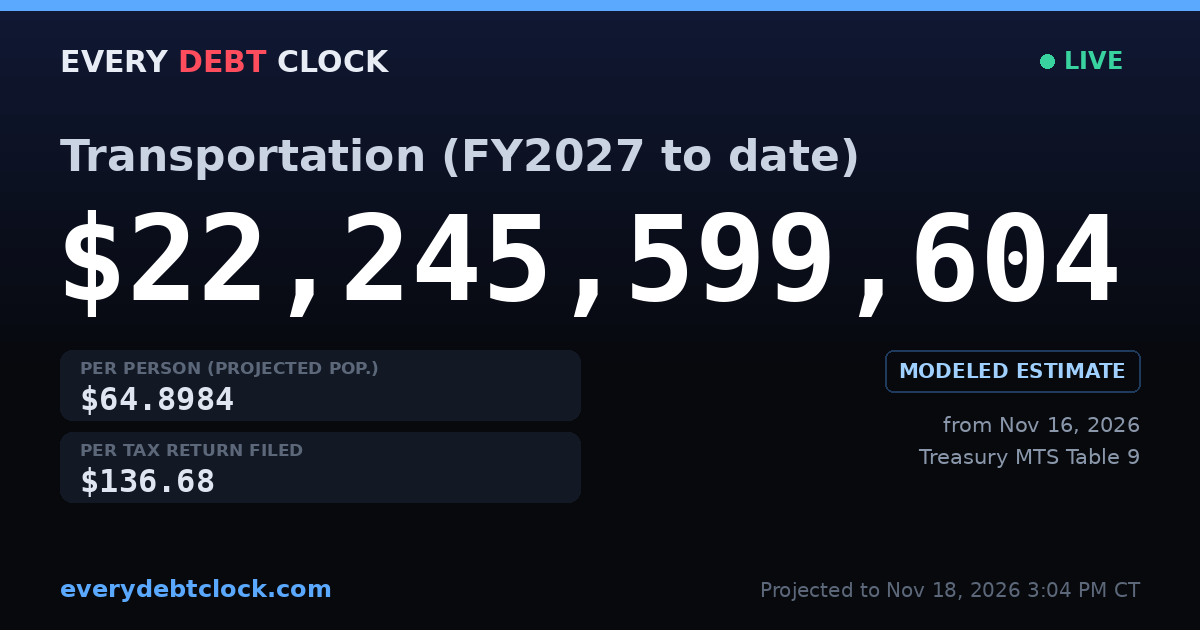 EVERY DEBT CLOCK
LIVE
Transportation (FY2027 to date)
$22,245,599,604
PER PERSON (PROJECTED POP.)
$64.8984
PER TAX RETURN FILED
$136.68
MODELED ESTIMATE
from Nov 16, 2026
Treasury MTS Table 9
everydebtclock.com
Projected to Nov 18, 2026 3:04 PM CT